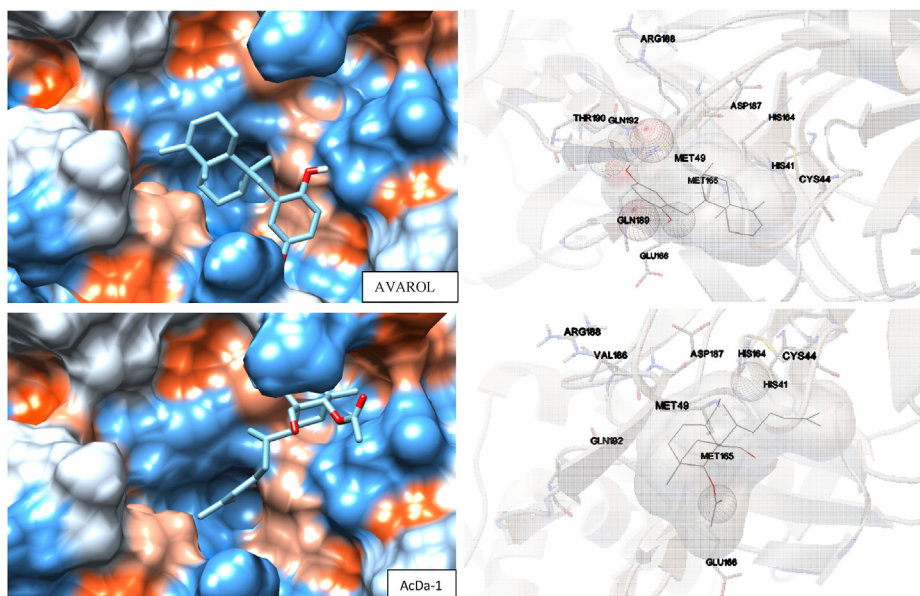 ARG188
ASP187
THR190
GLN192
HIS164
MET49
HIS41
MET165
CYS44
GLN189
GLU166
AVAROL
ARG188
VAL186
ASP187
HIS164
CYS44
HIS41
MET49
GLN192
MET165
GLU166
AcDa-1